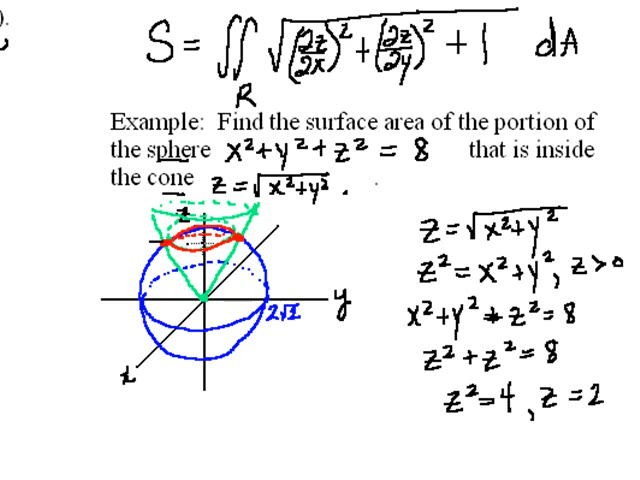 ).
S = ∬ √((∂z/∂x)² + (∂z/∂y)² + 1) dA
R
Example: Find the surface area of the portion of
the sphere x² + y² + z² = 8 that is inside
the cone z = √(x² + y²).
z
z = √(x² + y²)
z² = x² + y², z > 0
y
2√2
x² + y² + z² = 8
z² + z² = 8
x
z² = 4, z = 2